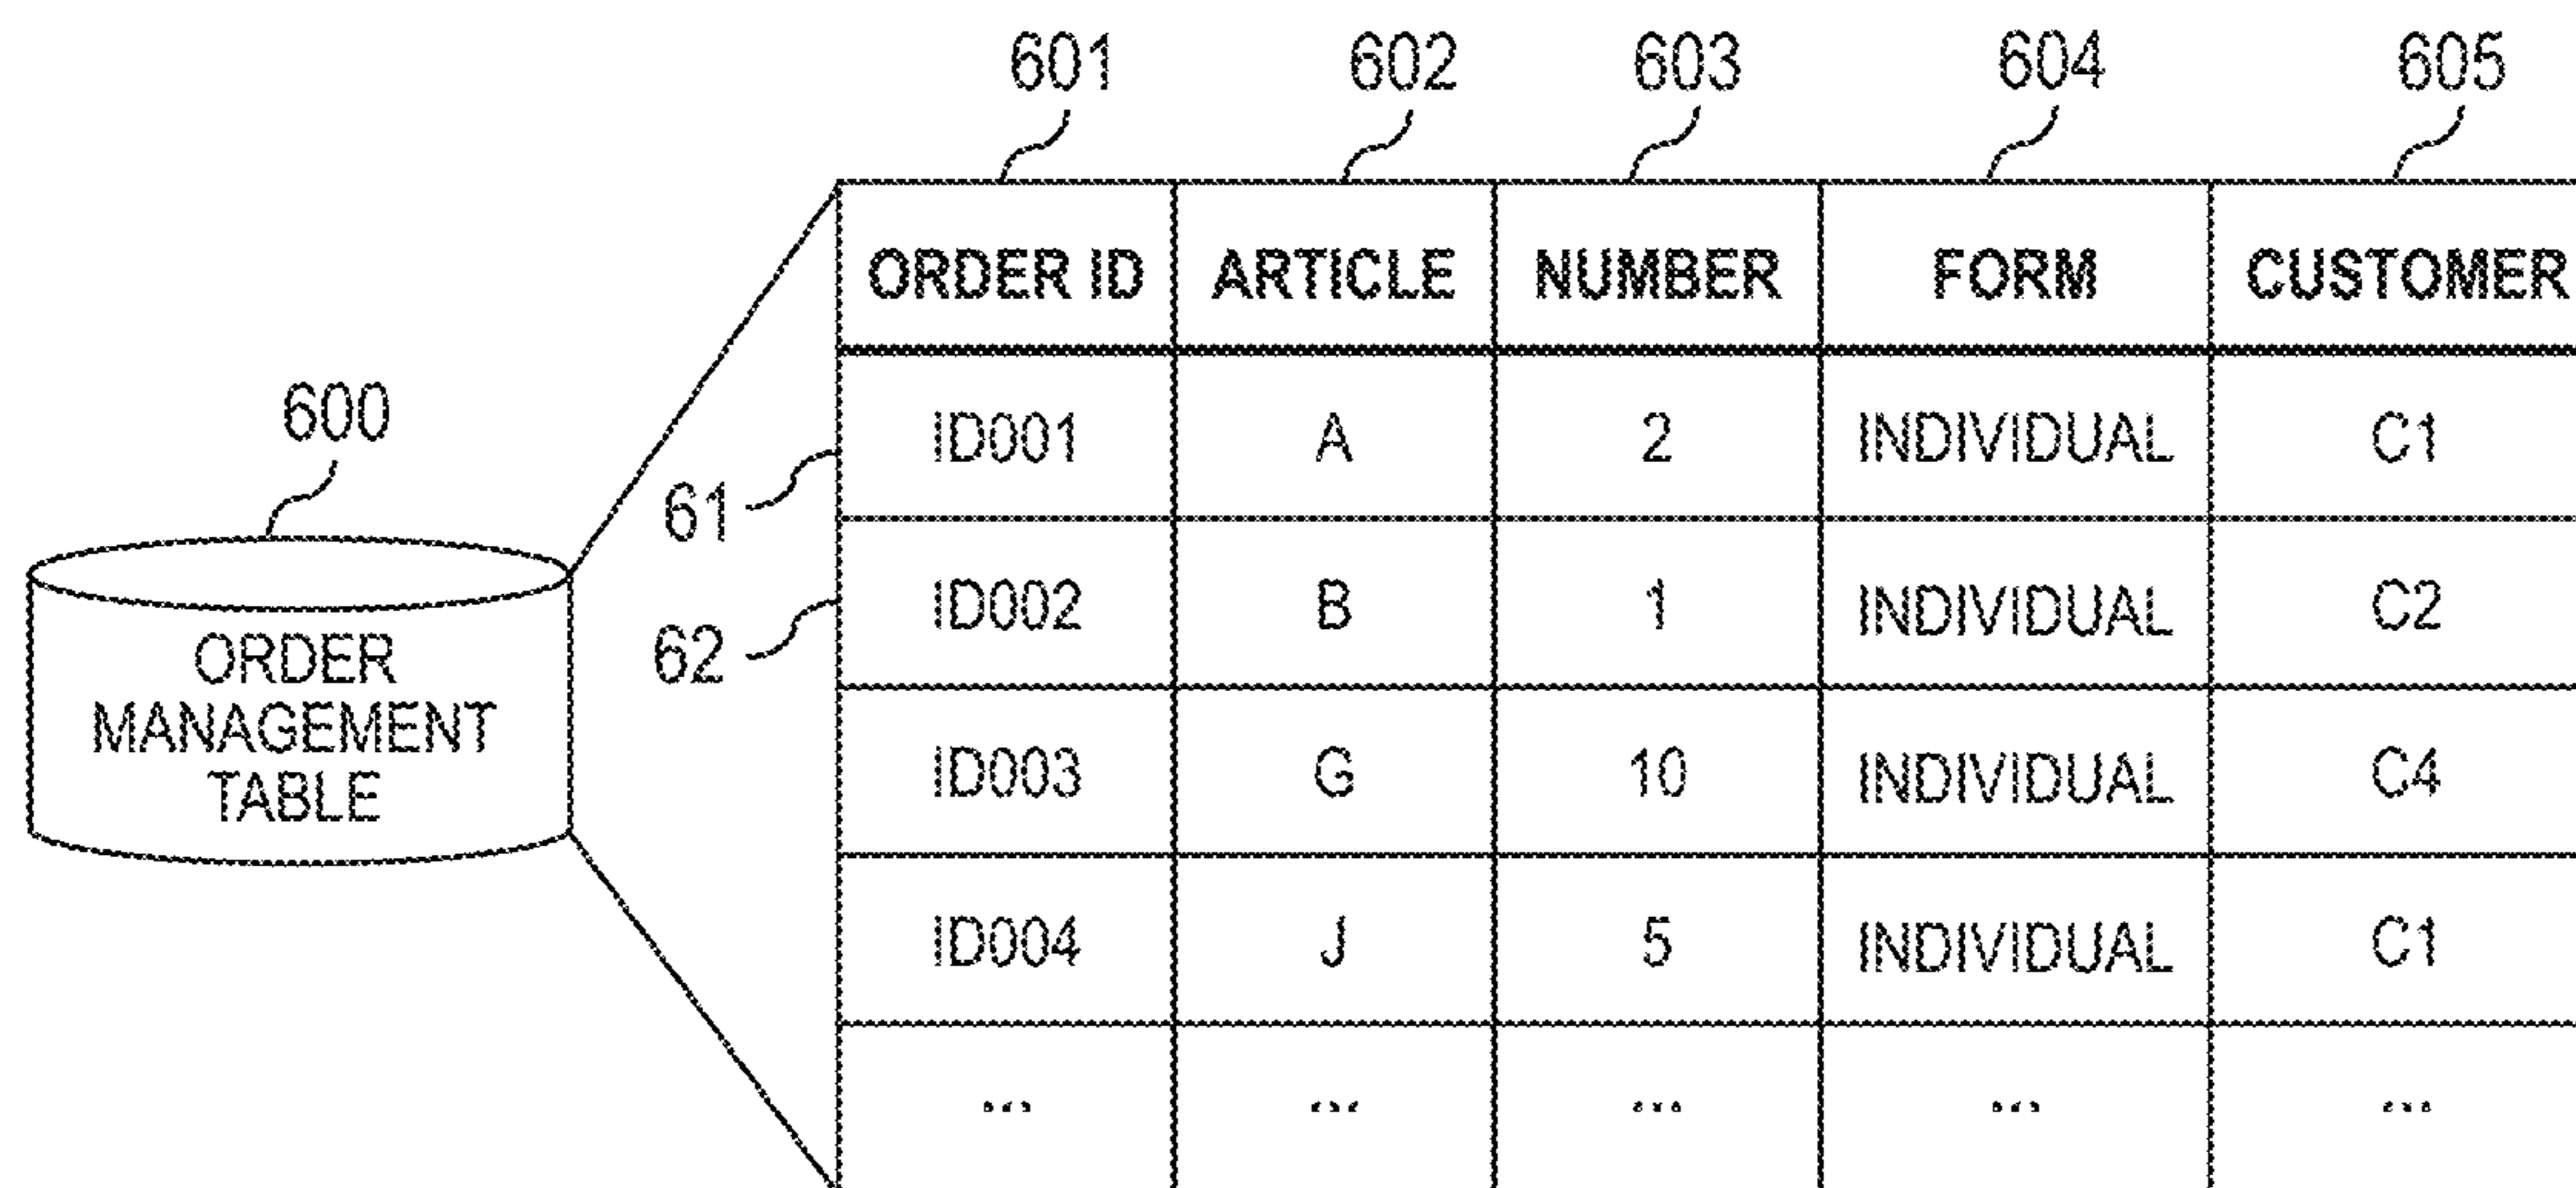 601 602 603 604 605
ORDER ID ARTICLE NUMBER FORM CUSTOMER
600
ID001 A 2 INDIVIDUAL C1
61
ID002 B 1 INDIVIDUAL C2
62
ORDER
MANAGEMENT
TABLE
ID003 G 10 INDIVIDUAL C4
ID004 J 5 INDIVIDUAL C1
... ... ... ... ...